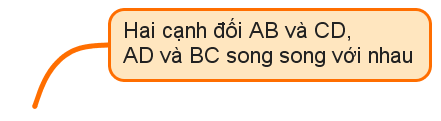 Hai cạnh đối AB và CD,
AD và BC song song với nhau